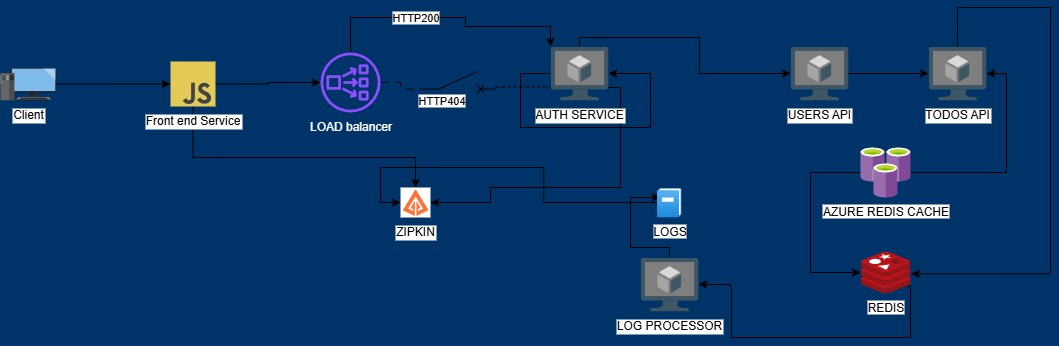 HTTP200
Client
JS
Front end Service
LOAD balancer
HTTP404
AUTH SERVICE
USERS API
TODOS API
AZURE REDIS CACHE
ZIPKIN
LOGS
REDIS
LOG PROCESSOR